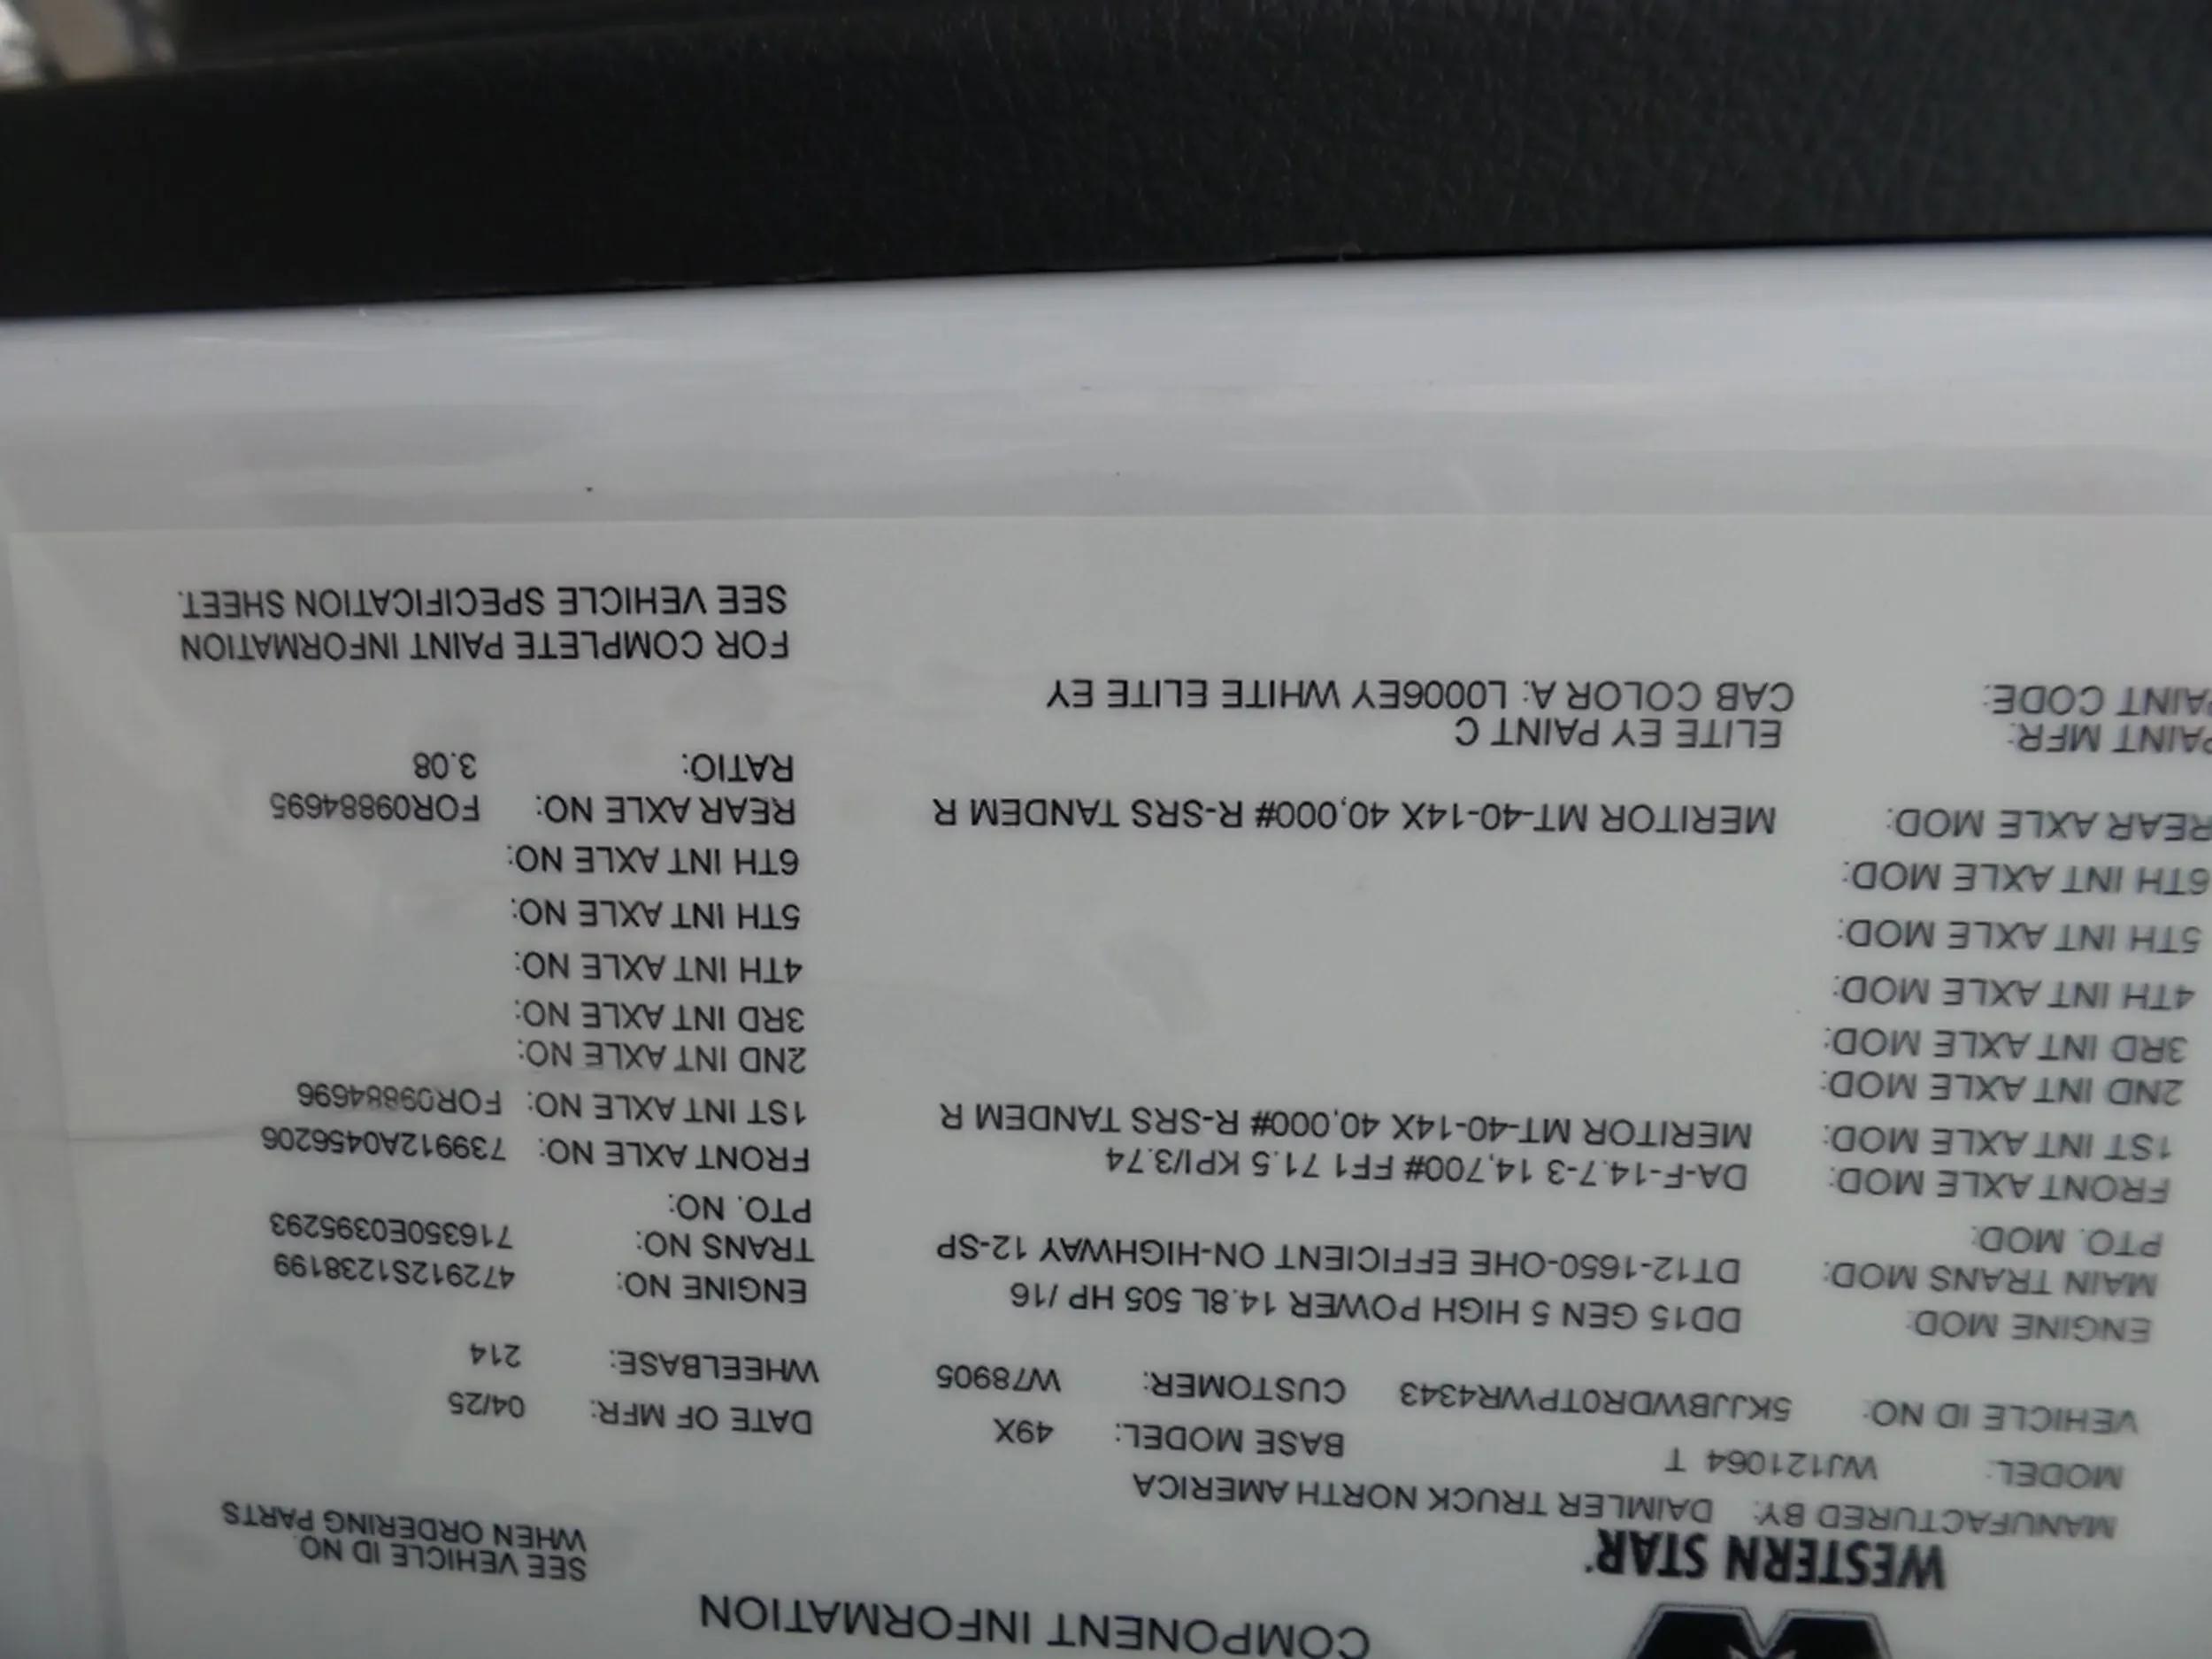 COMPONENT INFORMATION
WESTERN STAR
SEE VEHICLE ID NO.
WHEN ORDERING PARTS
MANUFACTURED BY: DAIMLER TRUCK NORTH AMERICA
MODEL: WJ121064 T BASE MODEL: 49X DATE OF MFR: 04/25
VEHICLE ID NO: 5KJJBWDR0TPWR4343 CUSTOMER: W78905 WHEELBASE: 214
ENGINE MOD: DD15 GEN 5 HIGH POWER 14.8L 505 HP /16 ENGINE NO: 472912S1238199
MAIN TRANS MOD: DT12-1650-OHE EFFICIENT ON-HIGHWAY 12-SP TRANS NO: 716350E0395293
PTO. MOD: PTO. NO:
FRONT AXLE MOD: DA-F-14.7-3 14,700# FF1 71.5 KPI/3.74 FRONT AXLE NO: 739912A0456206
1ST INT AXLE MOD: MERITOR MT-40-14X 40,000# R-SRS TANDEM R 1ST INT AXLE NO: FOR09884696
2ND INT AXLE MOD: 2ND INT AXLE NO:
3RD INT AXLE MOD: 3RD INT AXLE NO:
4TH INT AXLE MOD: 4TH INT AXLE NO:
5TH INT AXLE MOD: 5TH INT AXLE NO:
6TH INT AXLE MOD: 6TH INT AXLE NO:
REAR AXLE MOD: MERITOR MT-40-14X 40,000# R-SRS TANDEM R REAR AXLE NO: FOR09884695
RATIO: 3.08
PAINT MFR: ELITE EY PAINT C
PAINT CODE: CAB COLOR A: L0006EY WHITE ELITE EY
FOR COMPLETE PAINT INFORMATION
SEE VEHICLE SPECIFICATION SHEET.